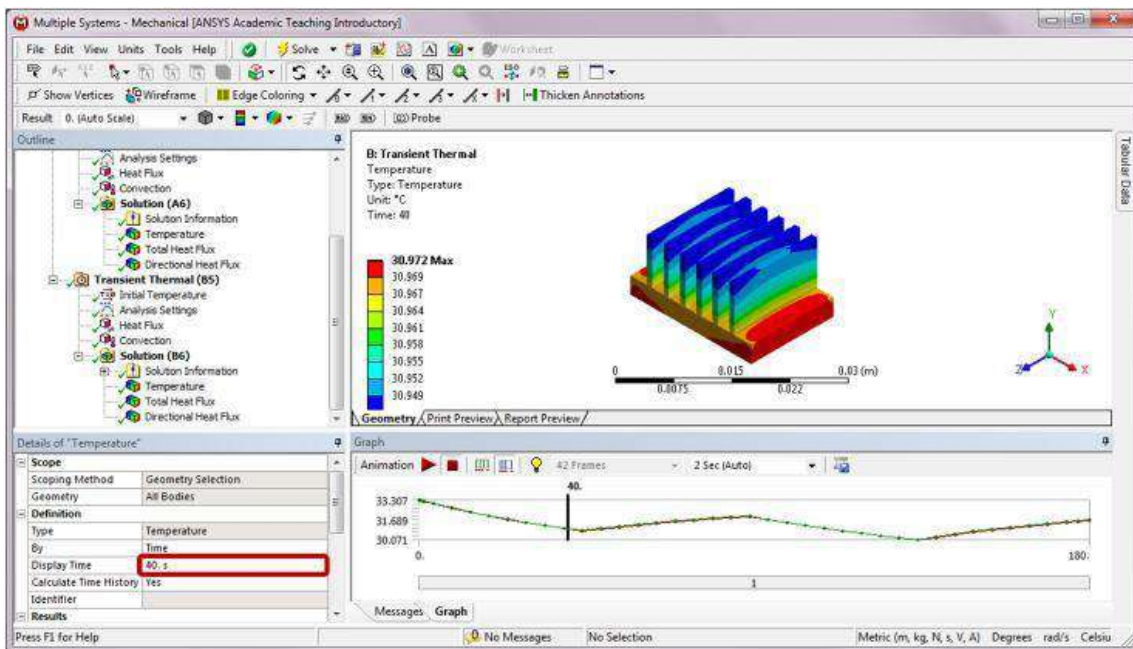 Multiple Systems - Mechanical [ANSYS Academic Teaching Introductory]
File Edit View Units Tools Help Solve Worksheet
Show Vertices Wireframe Edge Coloring Thicken Annotations
Result 0. (Auto Scale) Probe
Outline
Analysis Settings
Heat Flux
Convection
Solution (A6)
Solution Information
Temperature
Total Heat Flux
Directional Heat Flux
Transient Thermal (B5)
Initial Temperature
Analysis Settings
Heat Flux
Convection
Solution (B6)
Solution Information
Temperature
Total Heat Flux
Directional Heat Flux
B: Transient Thermal
Temperature
Type: Temperature
Unit: °C
Time: 40
30.972 Max
30.969
30.967
30.964
30.961
30.958
30.955
30.952
30.949
0 0.015 0.03 (m)
0.0075 0.022
Y
Z X
Geometry Print Preview Report Preview
Tabular Data
Details of "Temperature"
Scope
Scoping Method Geometry Selection
Geometry All Bodies
Definition
Type Temperature
By Time
Display Time 40. s
Calculate Time History Yes
Identifier
Results
Graph
Animation 42 Frames 2 Sec (Auto)
40.
33.307
31.689
30.071
0. 180.
1
Messages Graph
Press F1 for Help No Messages No Selection Metric (m, kg, N, s, V, A) Degrees rad/s Celsiu